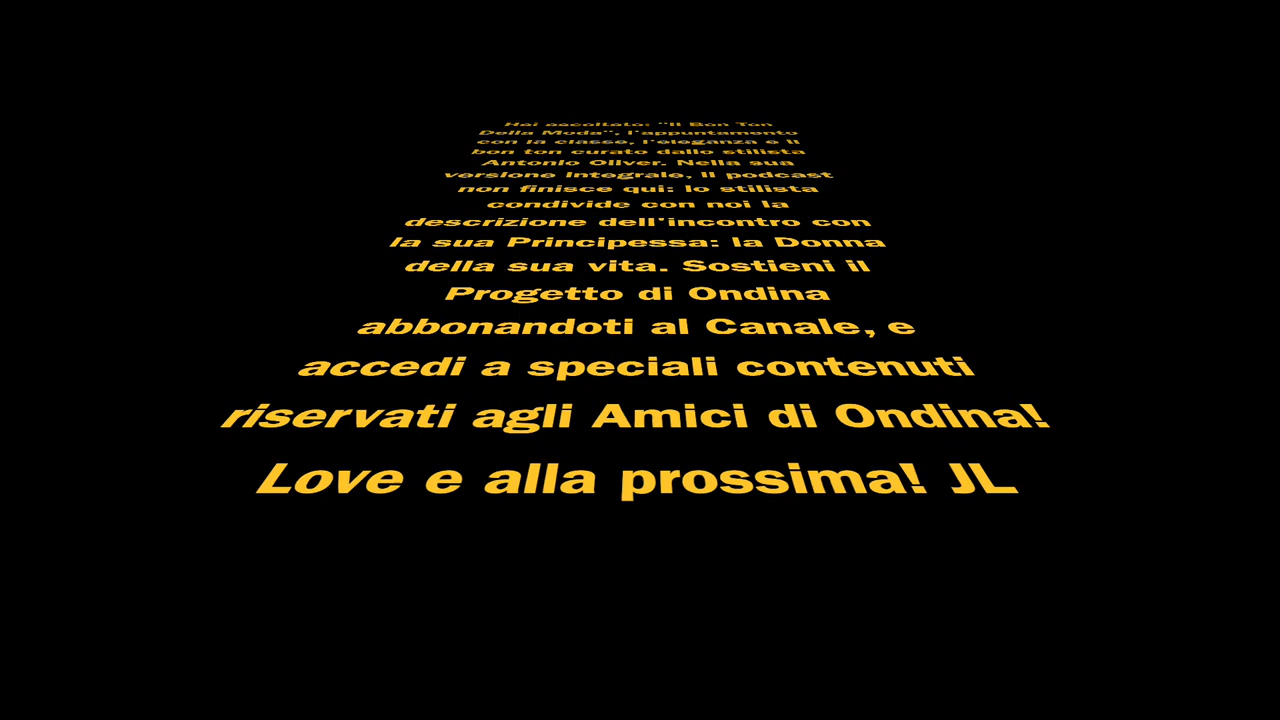 Hai ascoltato: "Il Bon Ton
Della Moda", l'appuntamento
con la classe, l'eleganza e il
bon ton curato dallo stilista
Antonio Oliver. Nella sua
versione integrale, il podcast
non finisce qui: lo stilista
condivide con noi la
descrizione dell'incontro con
la sua Principessa: la Donna
della sua vita. Sostieni il
Progetto di Ondina
abbonandoti al Canale, e
accedi a speciali contenuti
riservati agli Amici di Ondina!
Love e alla prossima! JL